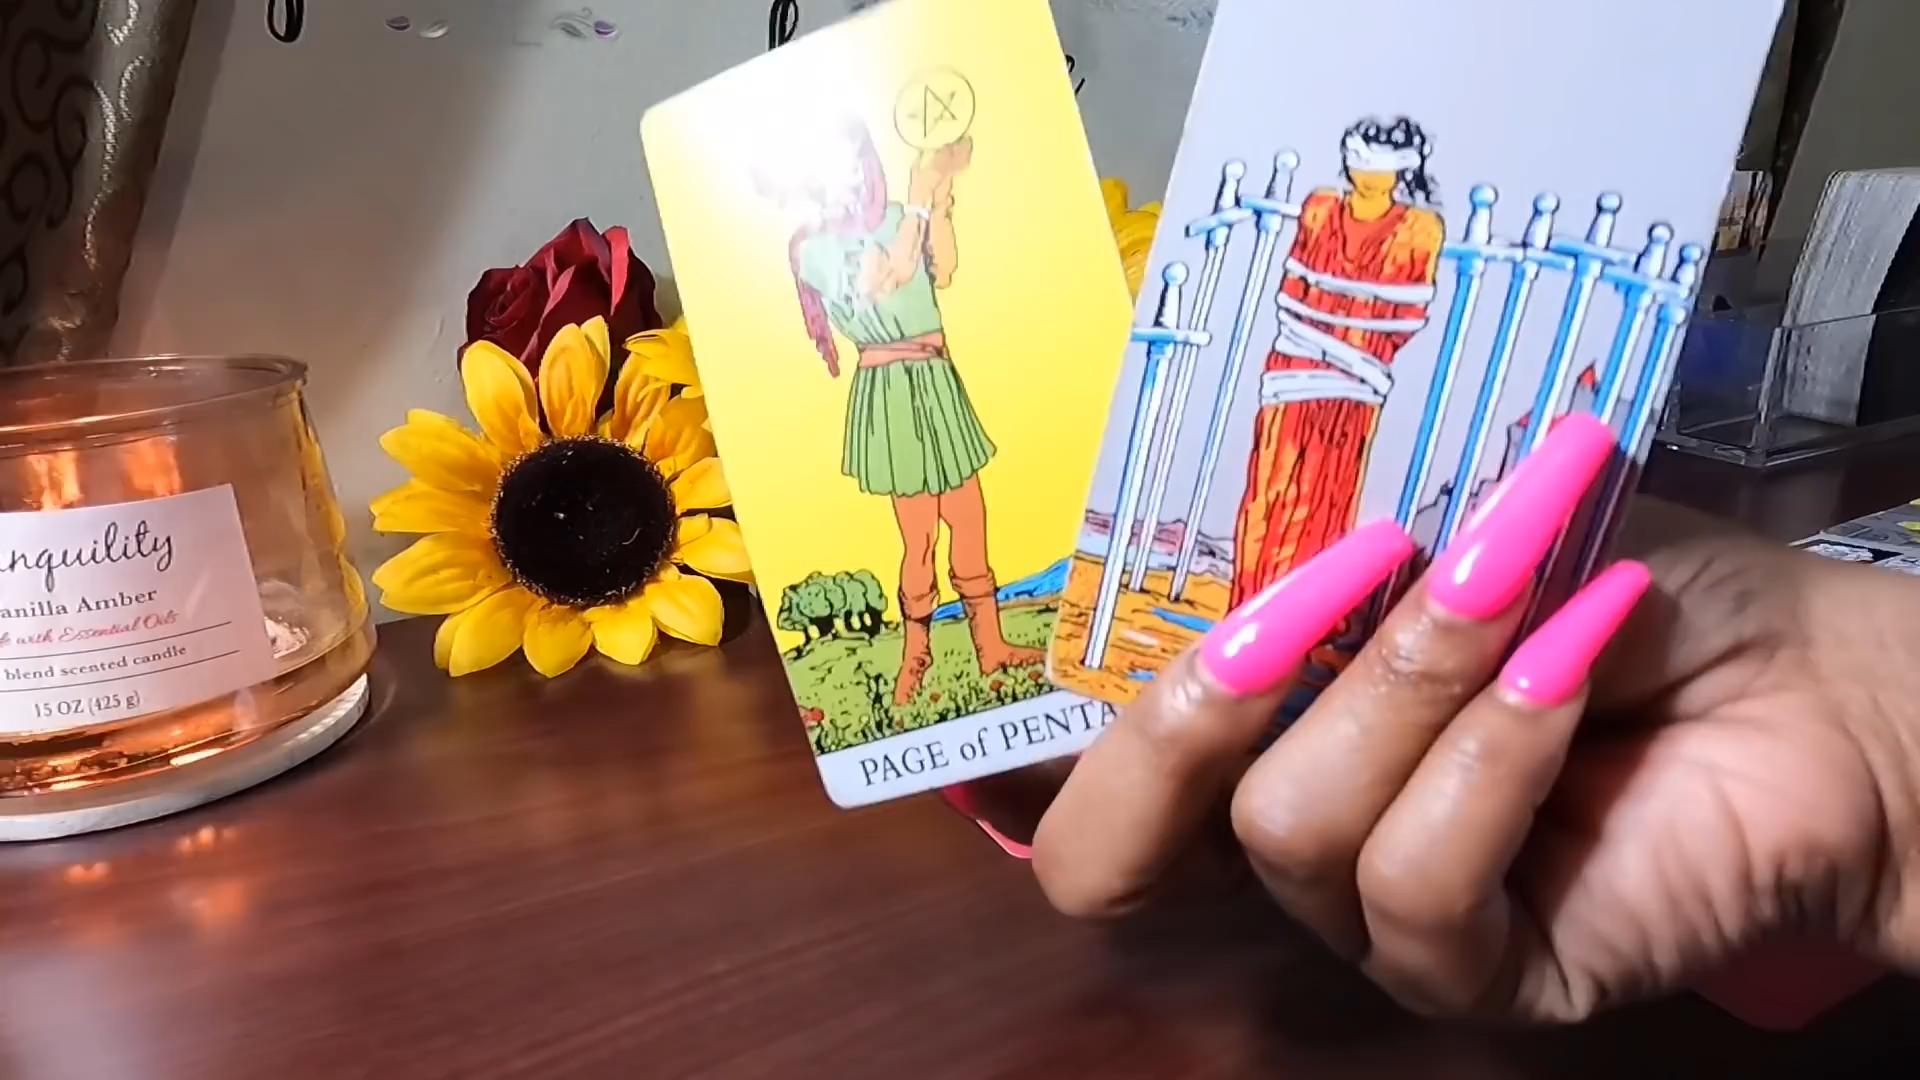 nquility
anilla Amber
with Essential Oils
blend scented candle
15 OZ (425 g)
PAGE of PENTA